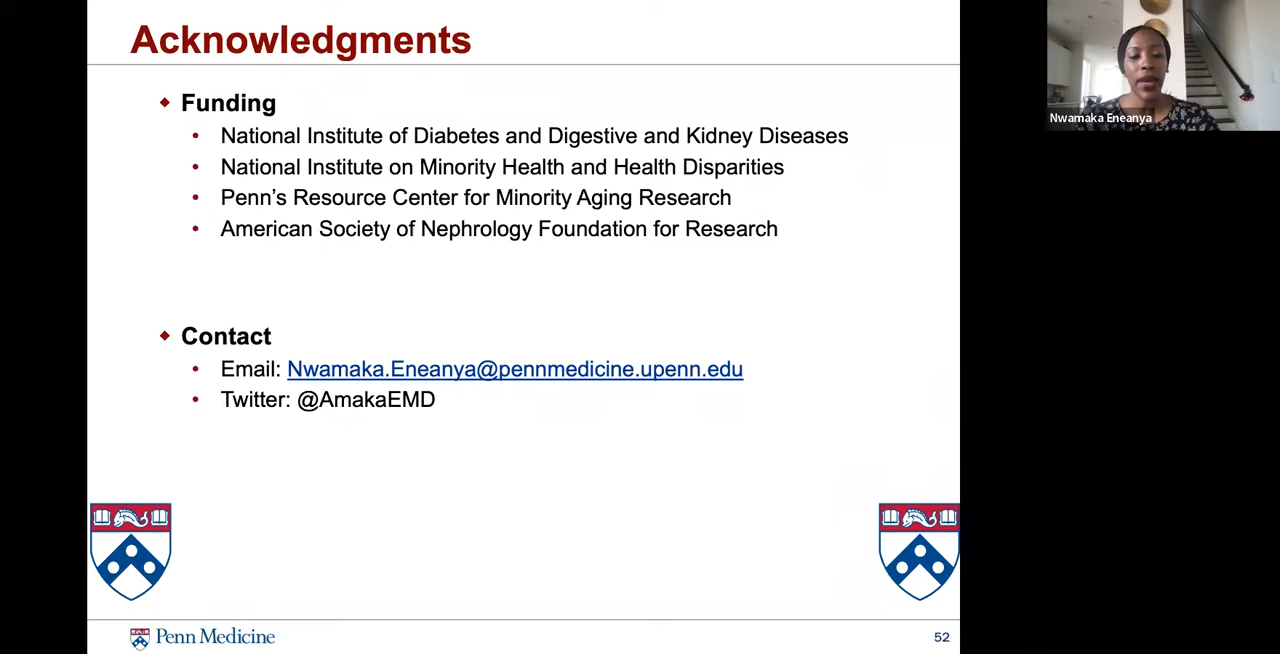 Acknowledgments
Funding
National Institute of Diabetes and Digestive and Kidney Diseases
National Institute on Minority Health and Health Disparities
Penn’s Resource Center for Minority Aging Research
American Society of Nephrology Foundation for Research
Contact
Email: Nwamaka.Eneanya@pennmedicine.upenn.edu
Twitter: @AmakaEMD
Penn Medicine
52
Nwamaka Eneanya